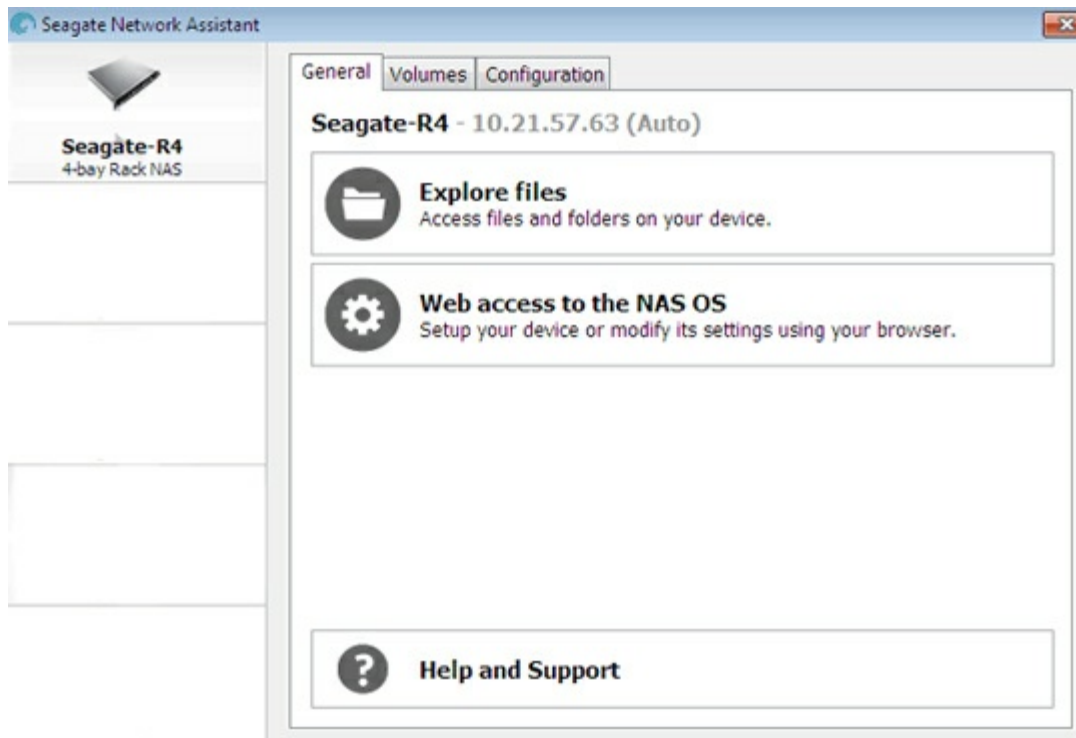 Seagate Network Assistant
Seagate-R4
4-bay Rack NAS
General Volumes Configuration
Seagate-R4 - 10.21.57.63 (Auto)
Explore files
Access files and folders on your device.
Web access to the NAS OS
Setup your device or modify its settings using your browser.
Help and Support